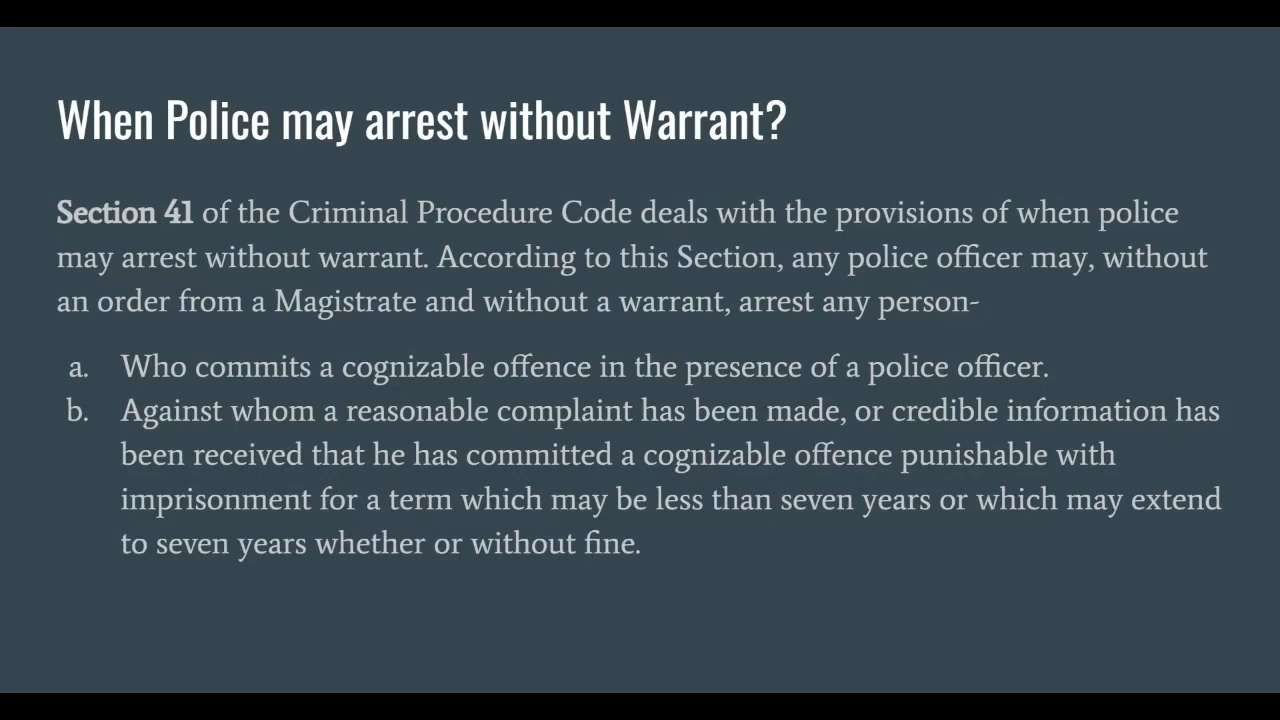 When Police may arrest without Warrant?
Section 41 of the Criminal Procedure Code deals with the provisions of when police
may arrest without warrant. According to this Section, any police officer may, without
an order from a Magistrate and without a warrant, arrest any person-
a. Who commits a cognizable offence in the presence of a police officer.
b. Against whom a reasonable complaint has been made, or credible information has
been received that he has committed a cognizable offence punishable with
imprisonment for a term which may be less than seven years or which may extend
to seven years whether or without fine.